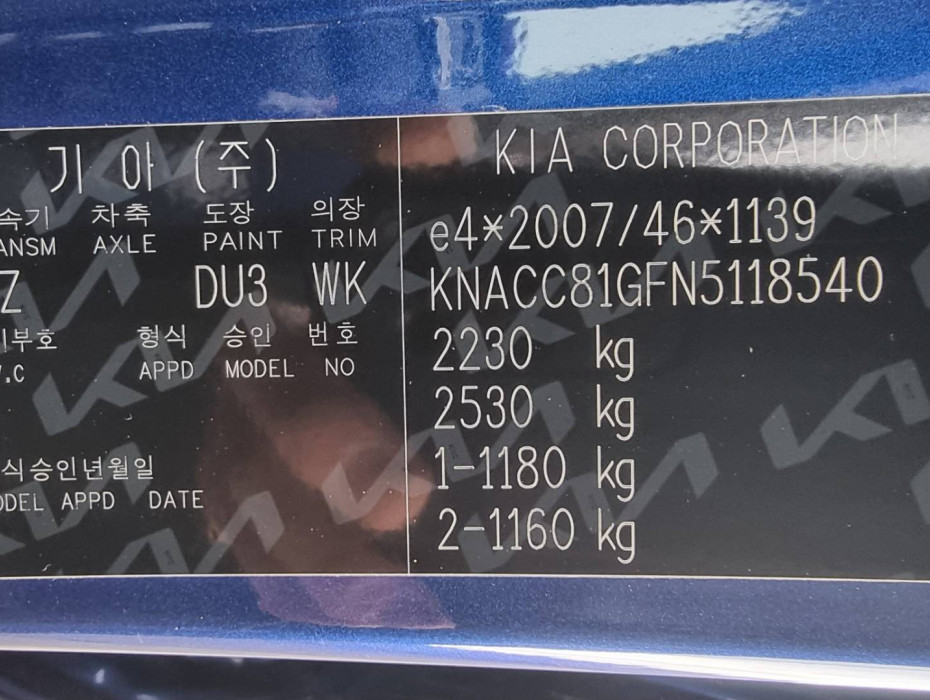 기 아 (주)
KIA CORPORATION
속기 차축 도장 의장
ANSM AXLE PAINT TRIM
e4*2007/46*1139
Z DU3 WK
KNACC81GFN5118540
부호 형식 승인 번호
.C APPD MODEL NO
2230 kg
2530 kg
1-1180 kg
식승인년월일
ODEL APPD DATE
2-1160 kg